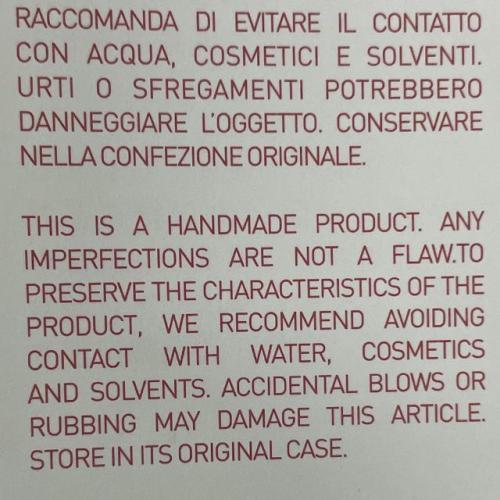 RACCOMANDA DI EVITARE IL CONTATTO
CON ACQUA, COSMETICI E SOLVENTI.
URTI O SFREGAMENTI POTREBBERO
DANNEGGIARE L'OGGETTO. CONSERVARE
NELLA CONFEZIONE ORIGINALE.
THIS IS A HANDMADE PRODUCT. ANY
IMPERFECTIONS ARE NOT A FLAW.TO
PRESERVE THE CHARACTERISTICS OF THE
PRODUCT, WE RECOMMEND AVOIDING
CONTACT WITH WATER, COSMETICS
AND SOLVENTS. ACCIDENTAL BLOWS OR
RUBBING MAY DAMAGE THIS ARTICLE.
STORE IN ITS ORIGINAL CASE.